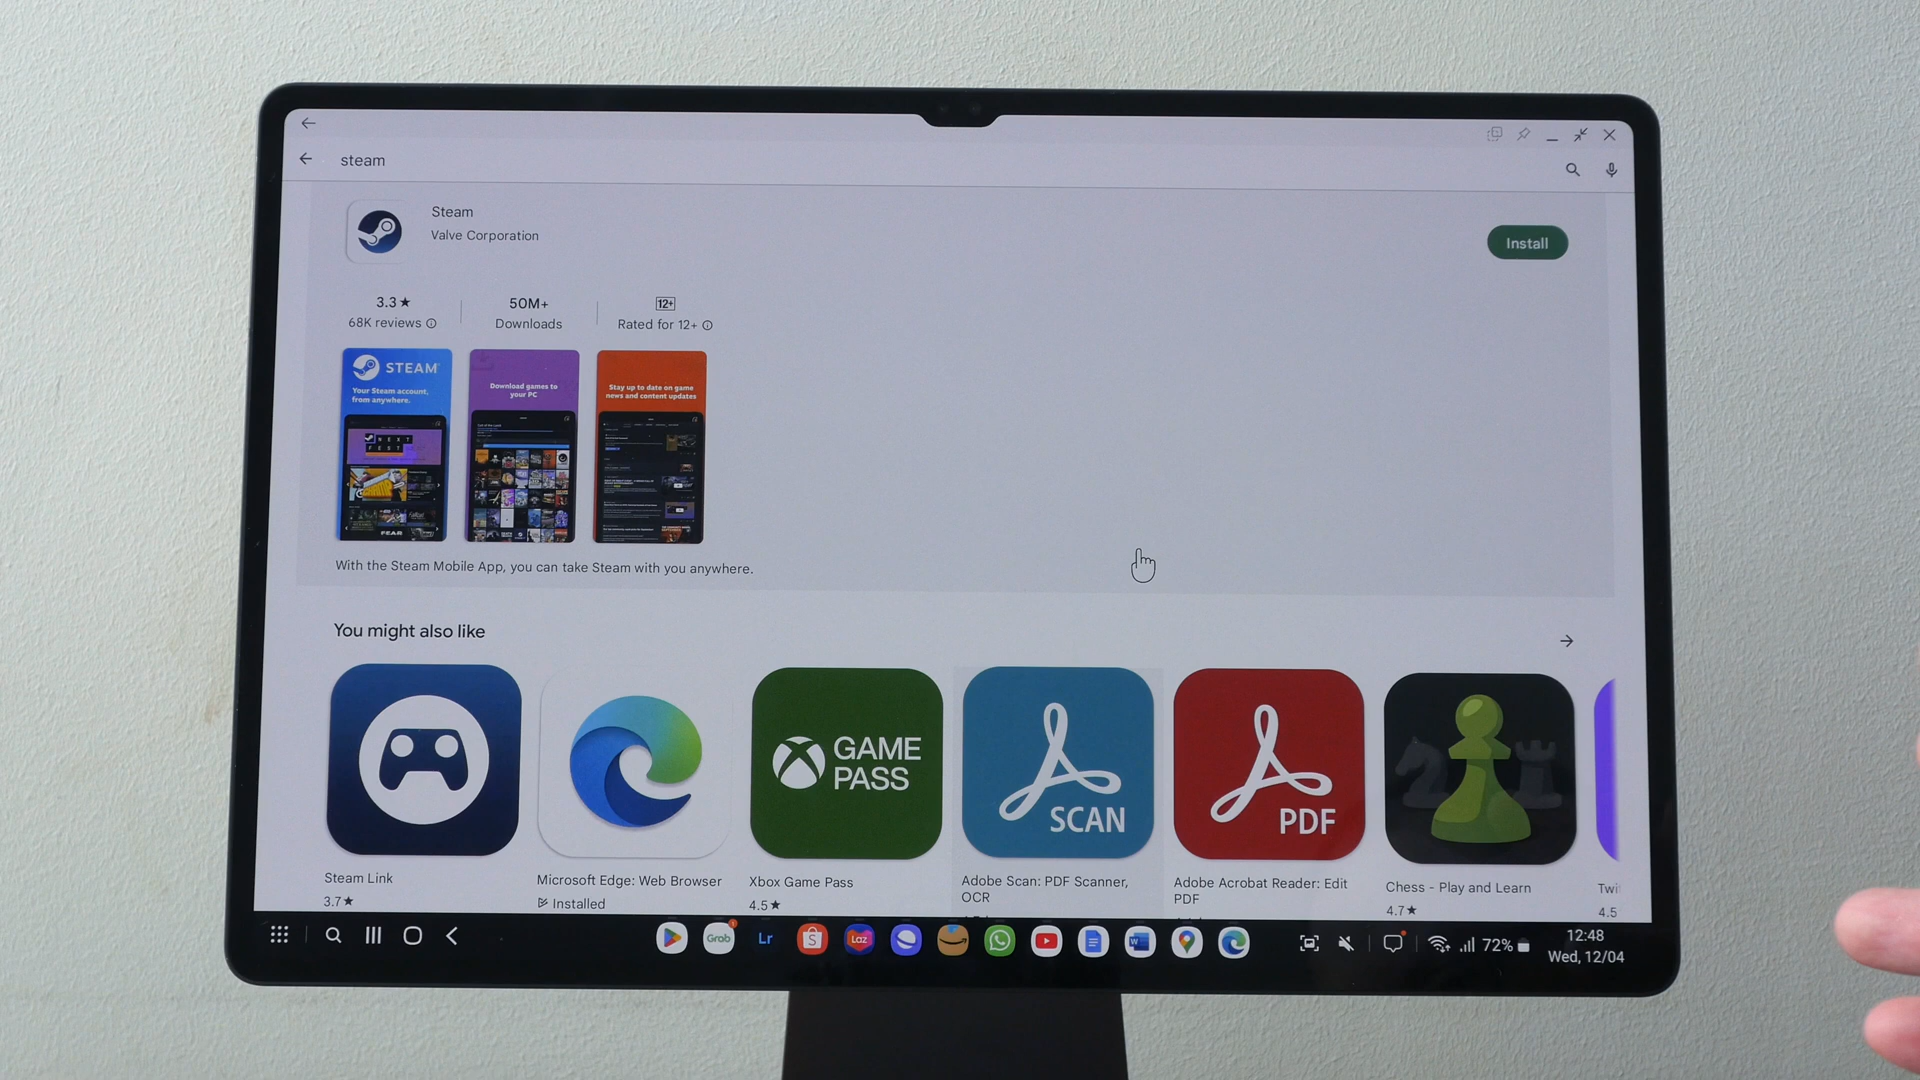 steam
Steam
Valve Corporation
Install
3.3★
68K reviews
50M+
Downloads
12+
Rated for 12+
STEAM
Your Steam account,
from anywhere.
NEXT
FEST
FEAR
Download games to
your PC
Stay up to date on game
news and content updates
With the Steam Mobile App, you can take Steam with you anywhere.
You might also like
GAME
PASS
SCAN
PDF
Steam Link
3.7★
Microsoft Edge: Web Browser
Installed
Xbox Game Pass
4.5★
Adobe Scan: PDF Scanner,
OCR
Adobe Acrobat Reader: Edit
PDF
Chess - Play and Learn
4.7★
Twi
4.5
Grab
Lr
Laz
72%
12:48
Wed, 12/04